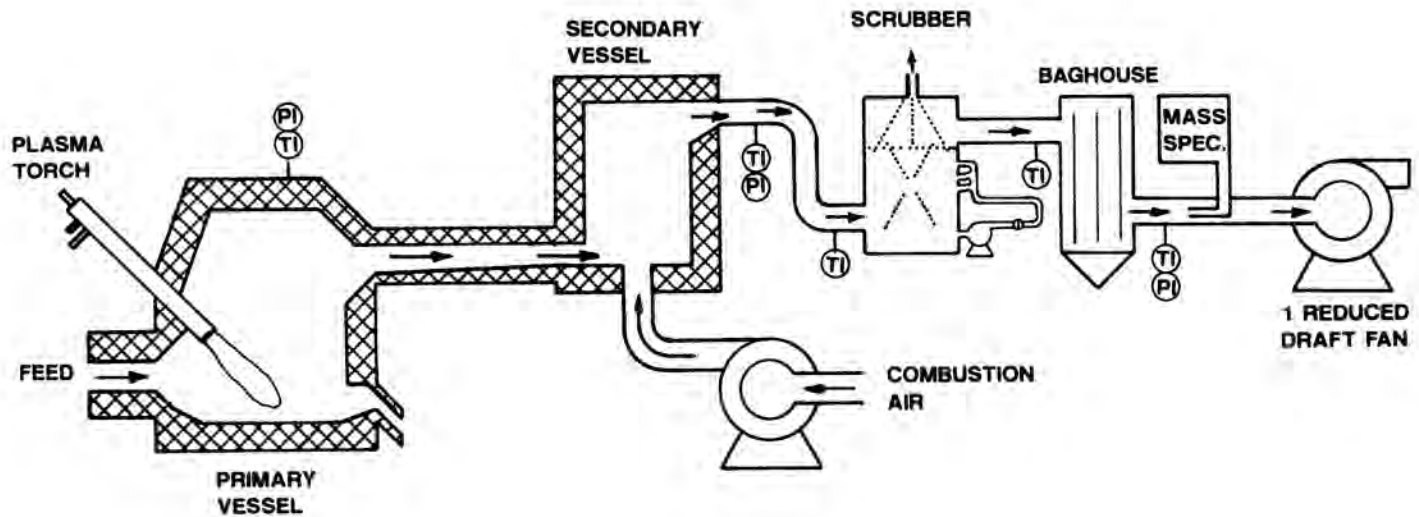 SCRUBBER
SECONDARY
VESSEL
BAGHOUSE
PI
TI
MASS
SPEC.
PLASMA
TORCH
TI
PI
TI
TI
TI
PI
1 REDUCED
DRAFT FAN
FEED
COMBUSTION
AIR
PRIMARY
VESSEL